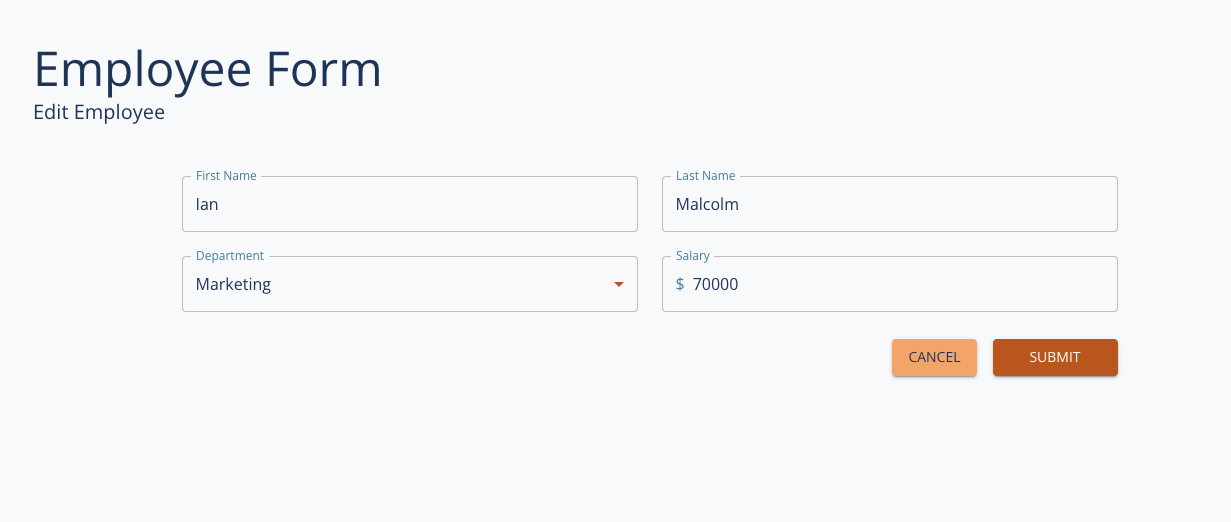 Employee Form
Edit Employee
First Name
Ian
Last Name
Malcolm
Department
Marketing
Salary
$ 70000
CANCEL
SUBMIT